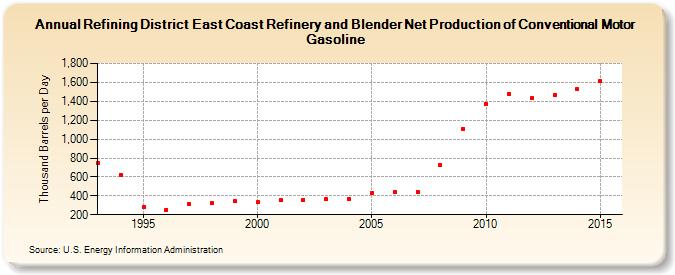 Annual Refining District East Coast Refinery and Blender Net Production of Conventional Motor
Gasoline
Thousand Barrels per Day
1,800
1,600
1,400
1,200
1,000
800
600
400
200
1995 2000 2005 2010 2015
Source: U.S. Energy Information Administration